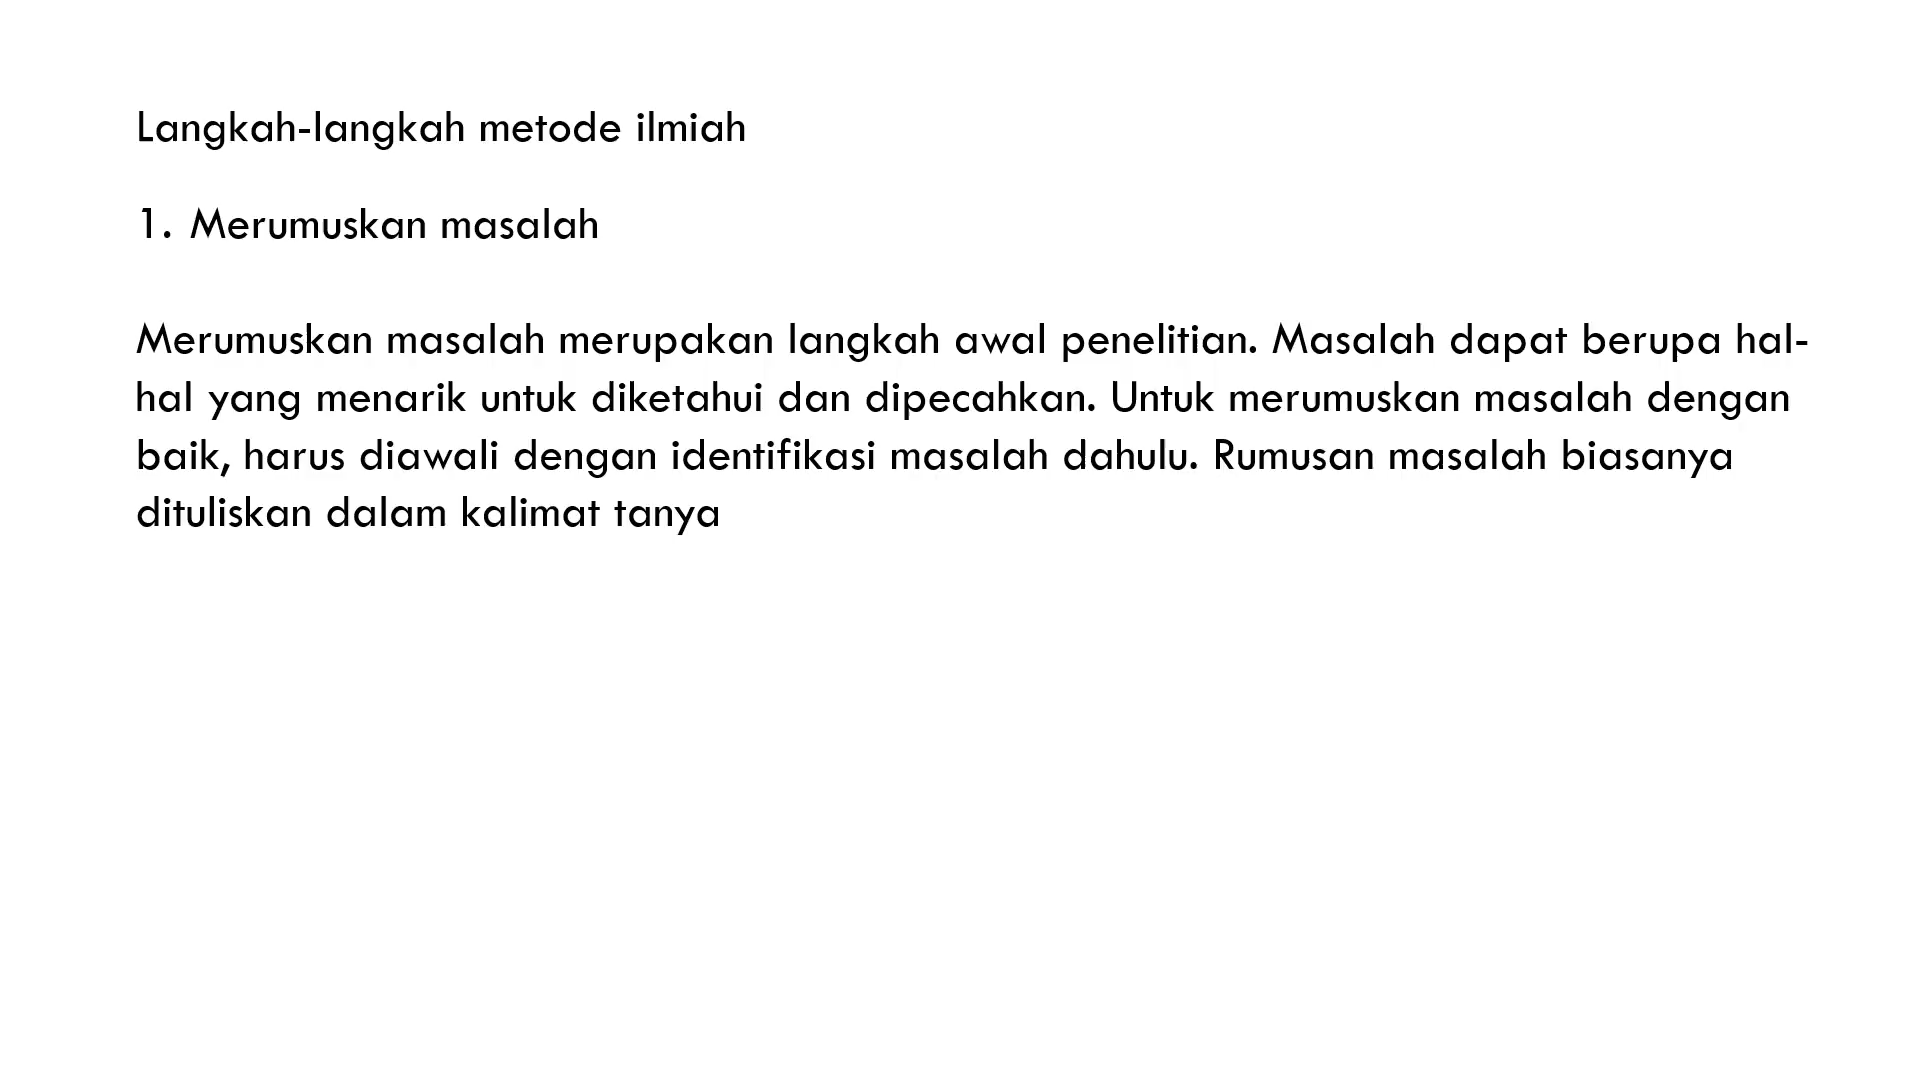 Langkah-langkah metode ilmiah
1. Merumuskan masalah
Merumuskan masalah merupakan langkah awal penelitian. Masalah dapat berupa hal-
hal yang menarik untuk diketahui dan dipecahkan. Untuk merumuskan masalah dengan
baik, harus diawali dengan identifikasi masalah dahulu. Rumusan masalah biasanya
dituliskan dalam kalimat tanya